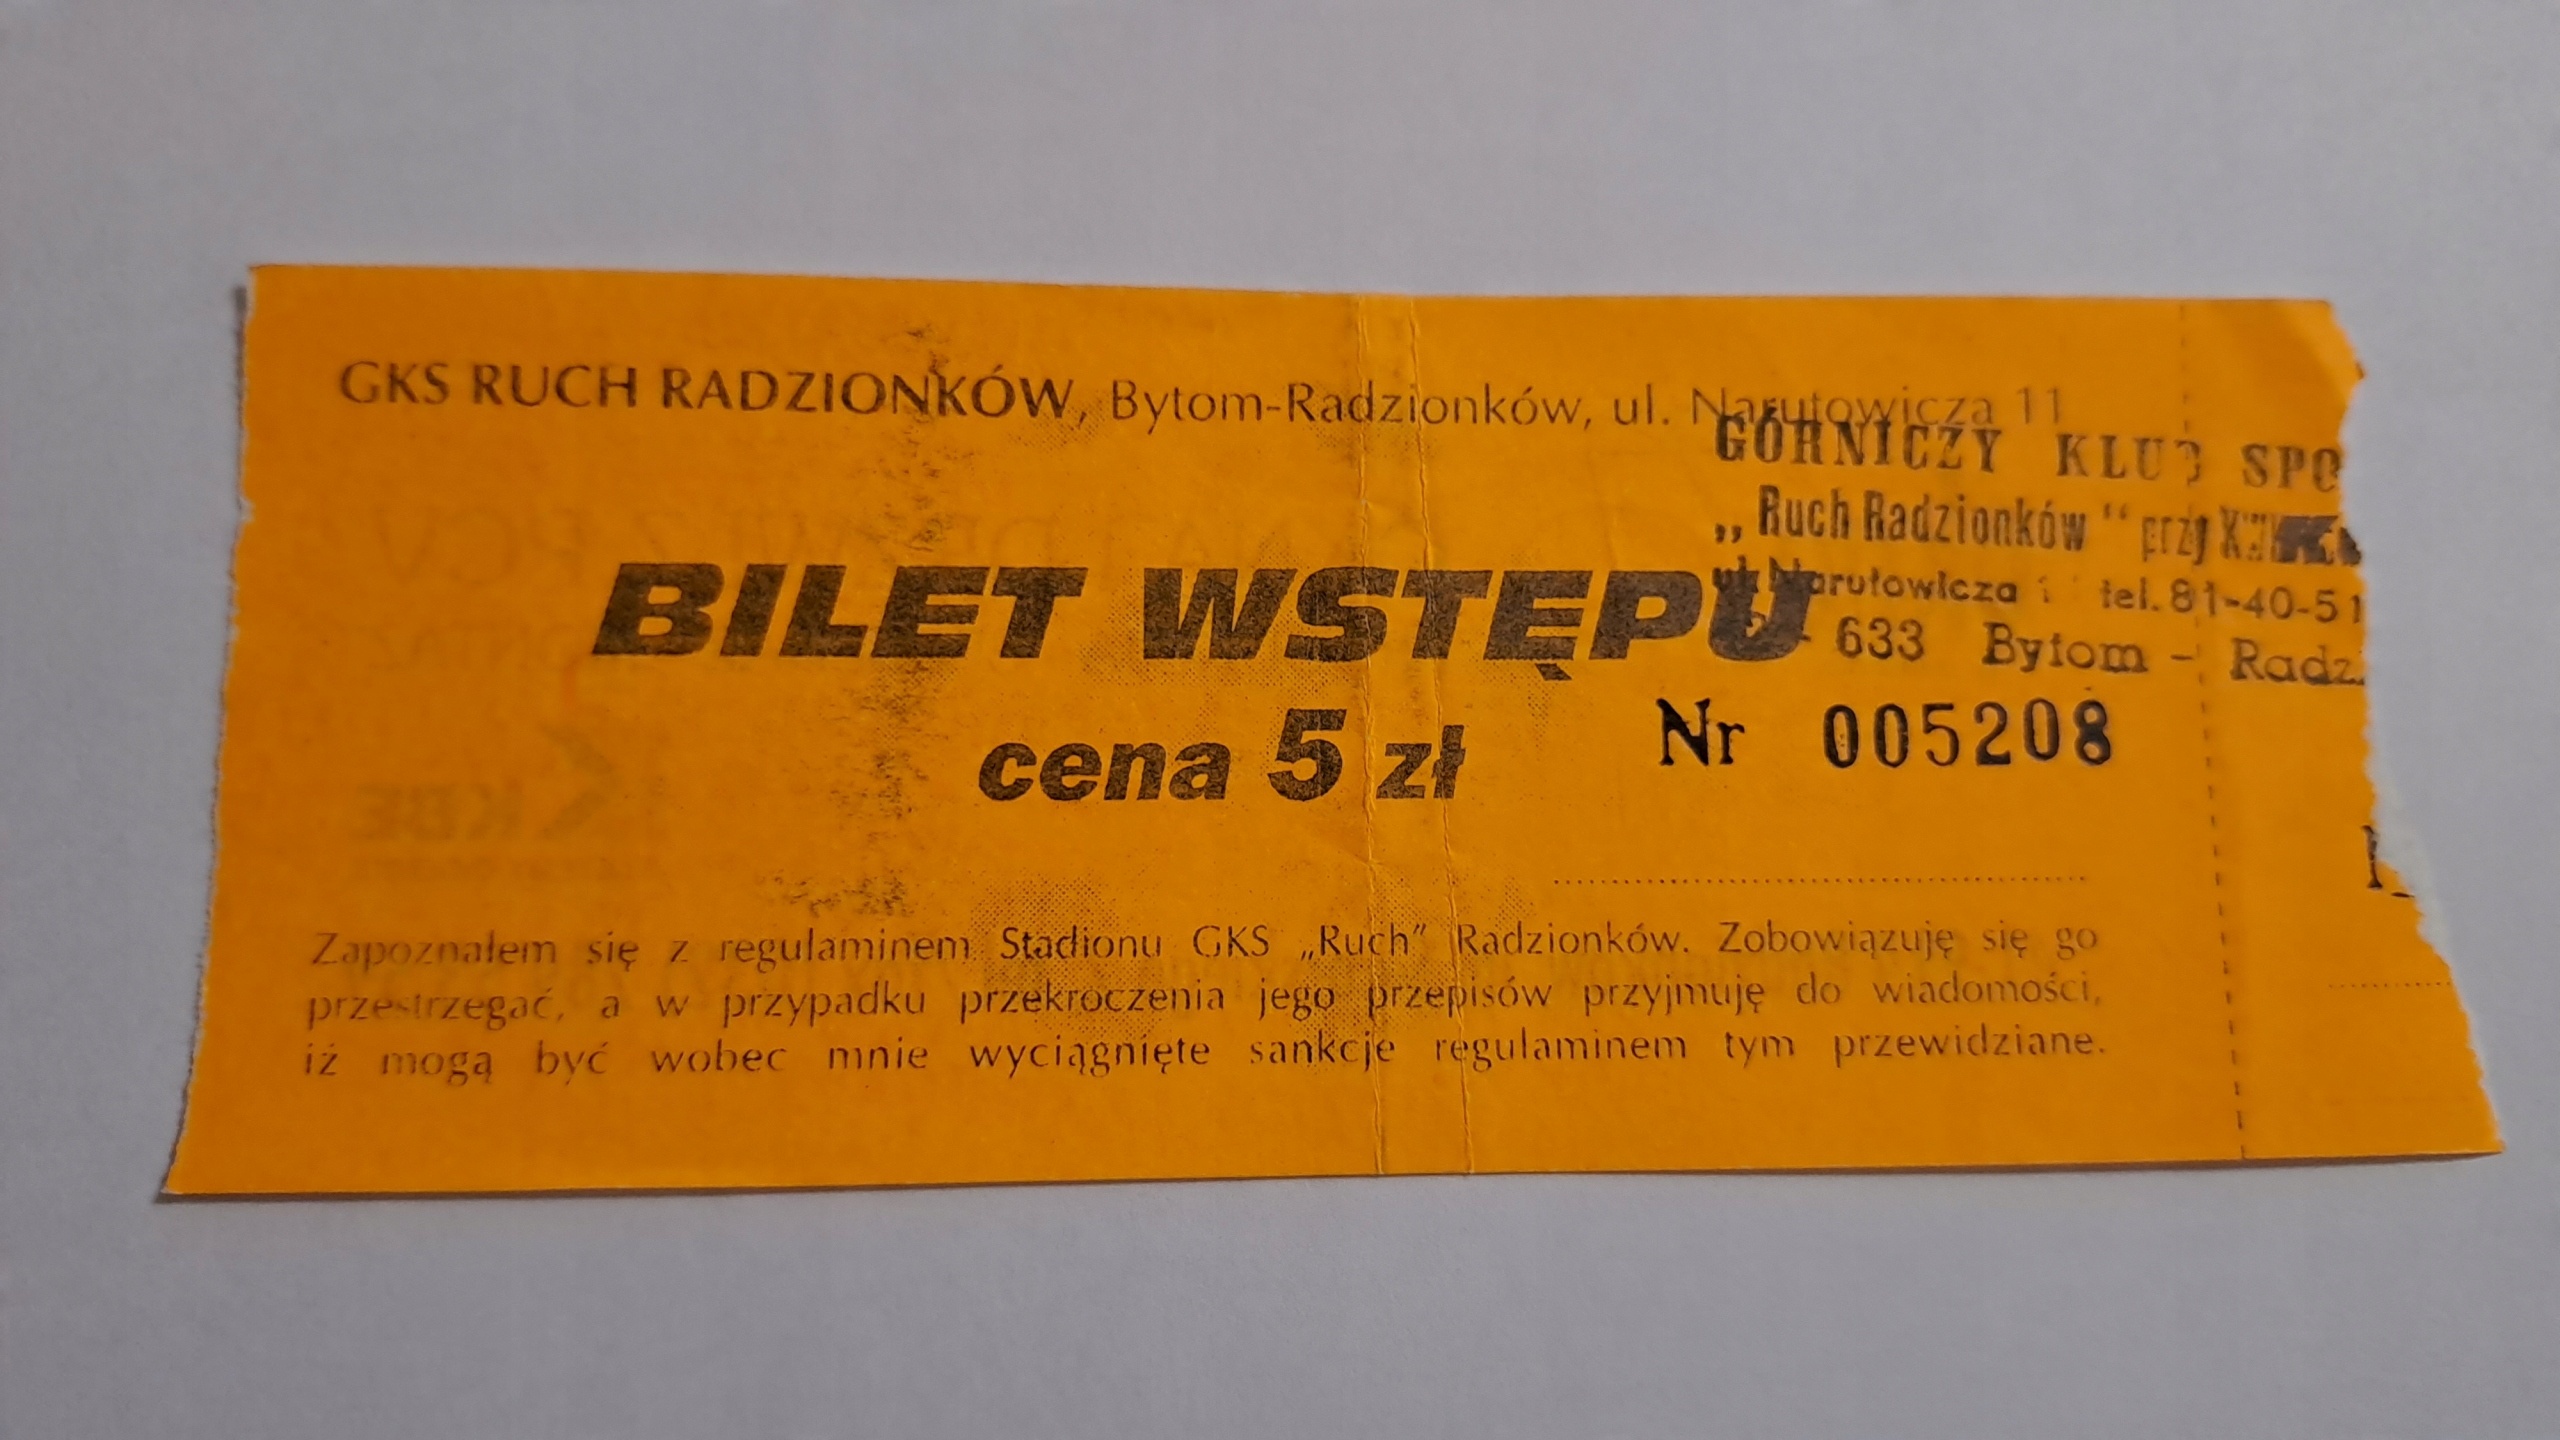 GKS RUCH RADZIONKÓW, Bytom-Radzionków, ul. Narutowicza 11
GÓRNICZY KLUB SPO
„Ruch Radzionków" przy
ul. Narutowicza 1 tel. 81-40-51
633 Bytom - Radz
BILET WSTĘPU
cena 5 zł
Nr 005208
Zapoznałem się z regulaminem Stadionu GKS „Ruch” Radzionków. Zobowiązuję się go
przestrzegać, a w przypadku przekroczenia jego przepisów przyjmuję do wiadomości,
iż mogą być wobec mnie wyciągnięte sankcje regulaminem tym przewidziane.